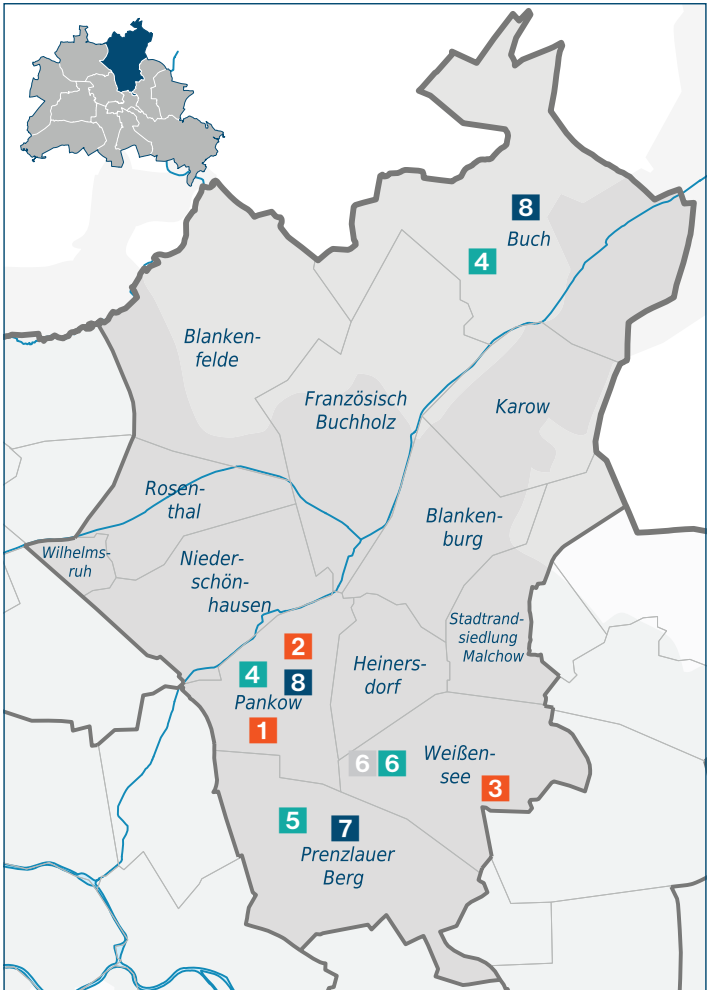 8
Buch
4
Blanken-
felde
Französisch
Buchholz
Karow
Rosen-
thal
Blanken-
burg
Wilhelms-
ruh
Nieder-
schön-
hausen
Stadtrand-
siedlung
Malchow
2
4
8
Pankow
1
Heiners-
dorf
6
6
Weißen-
see
3
5
7
Prenzlauer
Berg